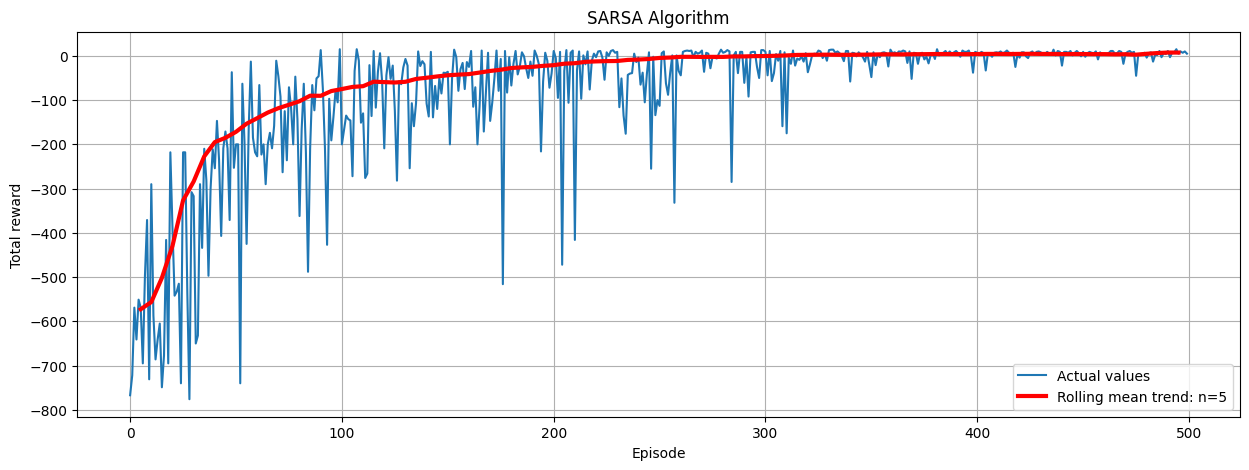 SARSA Algorithm
Total reward
0
−100
−200
−300
−400
−500
−600
−700
−800
0 100 200 300 400 500
Episode
Actual values
Rolling mean trend: n=5